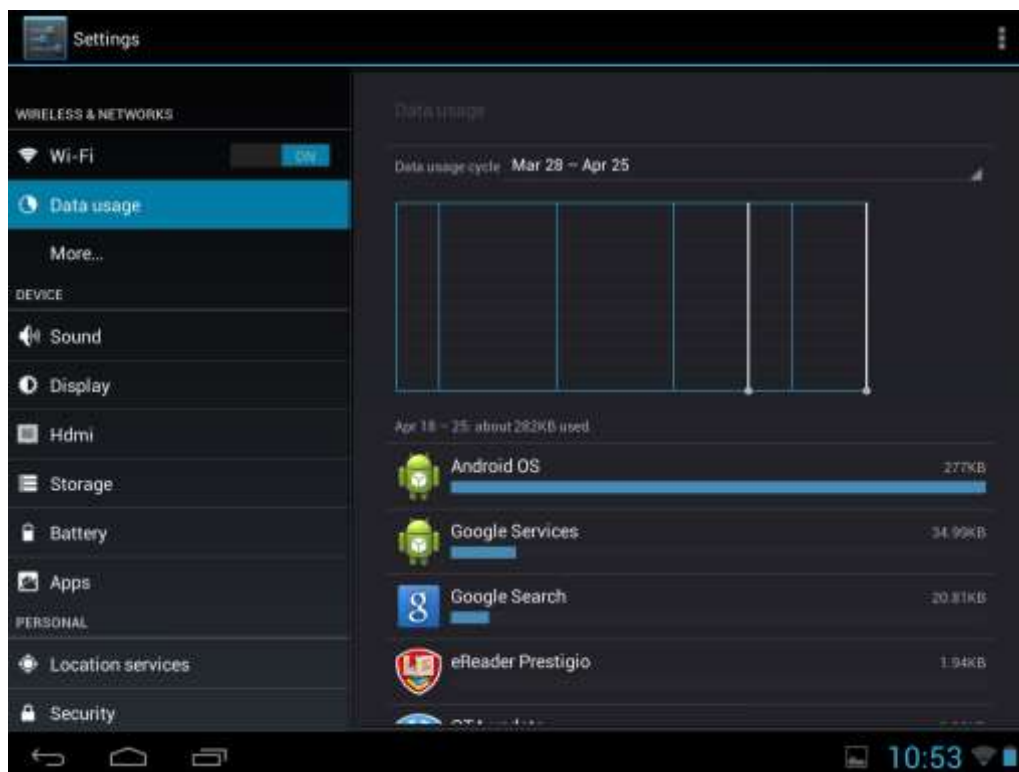 Settings
WIRELESS & NETWORKS
Wi-Fi ON
Data usage
More...
DEVICE
Sound
Display
Hdmi
Storage
Battery
Apps
PERSONAL
Location services
Security
Data usage
Data usage cycle Mar 28 – Apr 25
Apr 18 – 25: about 282KB used
Android OS 277KB
Google Services 34.99KB
Google Search 20.81KB
8
eReader Prestigio 1.94KB
10:53